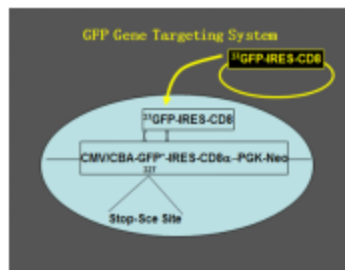 GFP Gene Targeting System
GFP-IRES-CD8
GFP-IRES-CD8
CMV/CBA-GFP*-IRES-CD8α-PGK-Neo
327
Stop-Sce Site